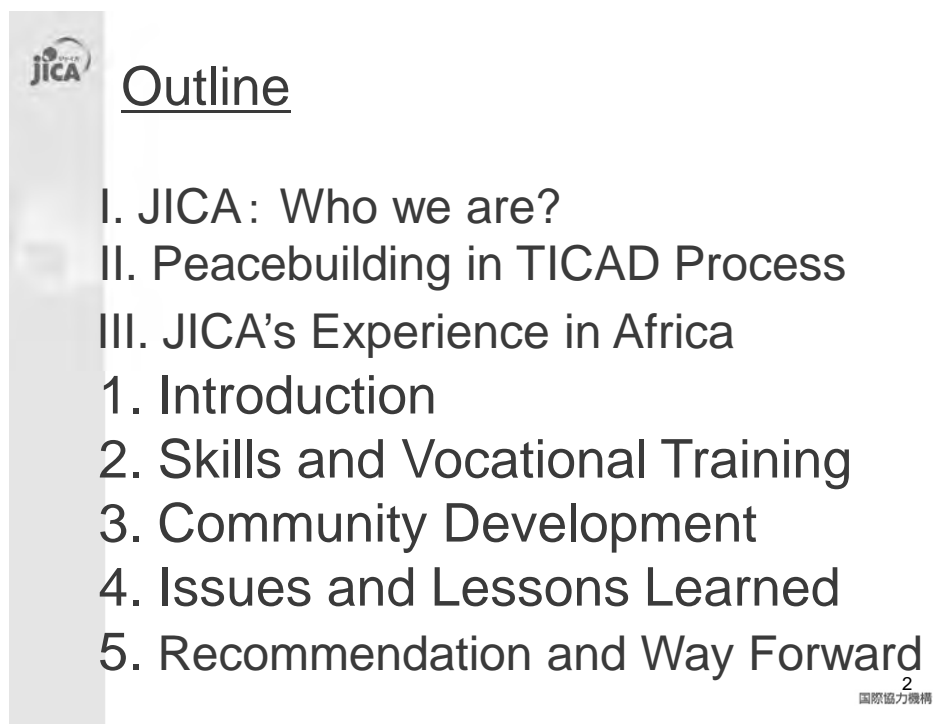 jica
Outline
I. JICA： Who we are?
II. Peacebuilding in TICAD Process
III. JICA’s Experience in Africa
1. Introduction
2. Skills and Vocational Training
3. Community Development
4. Issues and Lessons Learned
5. Recommendation and Way Forward
2
国際協力機構